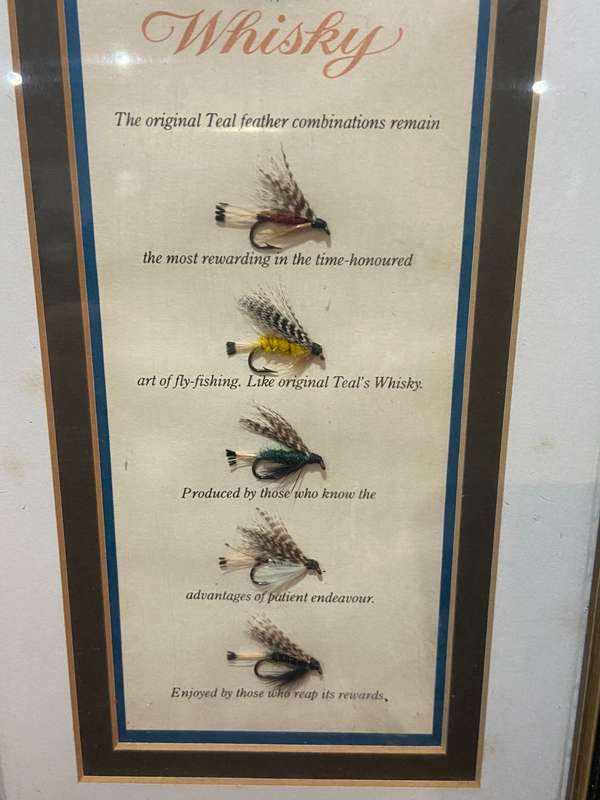 Whisky
The original Teal feather combinations remain
the most rewarding in the time-honoured
art of fly-fishing. Like original Teal's Whisky.
Produced by those who know the
advantages of patient endeavour.
Enjoyed by those who reap its rewards.